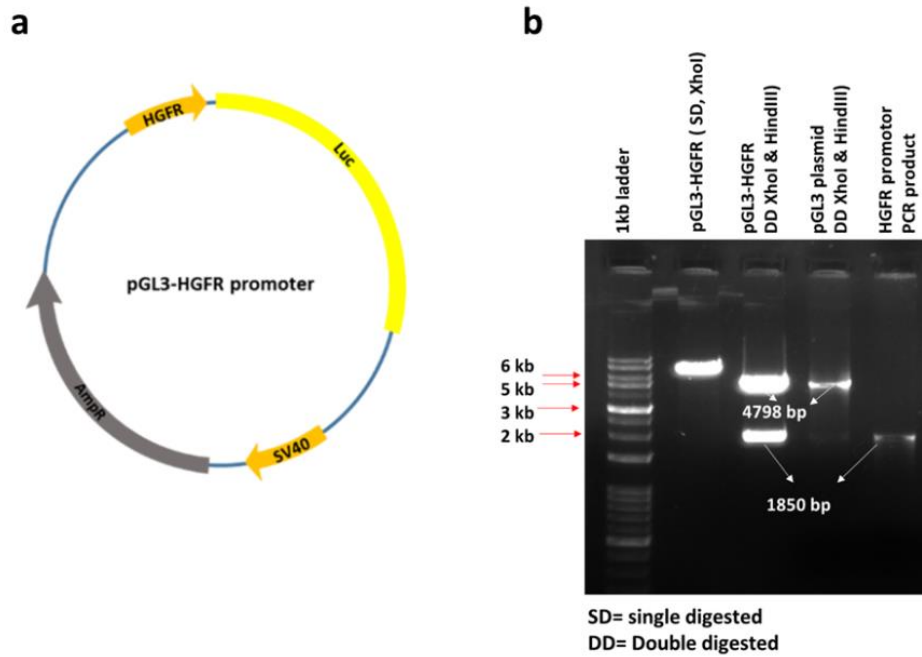 a
HGFR
Luc
pGL3-HGFR promoter
AmpR
SV40
b
1kb ladder
pGL3-HGFR ( SD, XhoI)
pGL3-HGFR
DD XhoI & HindIII)
pGL3 plasmid
DD XhoI & HindIII)
HGFR promotor
PCR product
6 kb
5 kb
3 kb
2 kb
4798 bp
1850 bp
SD= single digested
DD= Double digested